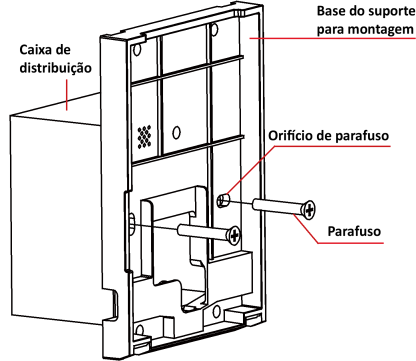 Base do suporte
para montagem
Caixa de
distribuição
Orifício de parafuso
Parafuso